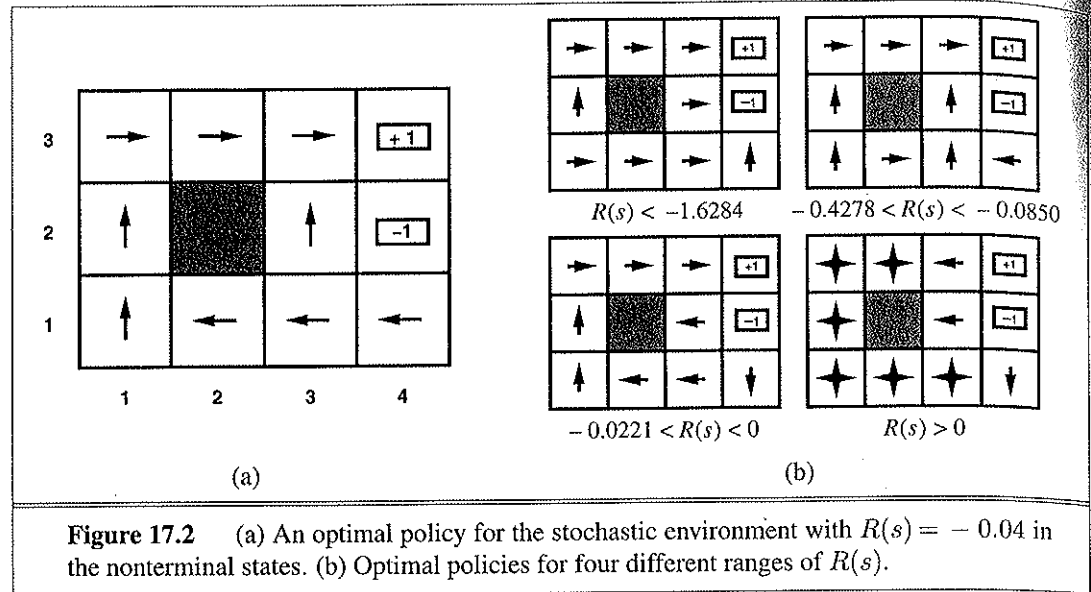 3
+ 1
2
−1
1
1 2 3 4
(a)
+1
−1
R(s) < −1.6284
+1
−1
− 0.4278 < R(s) < − 0.0850
+1
−1
− 0.0221 < R(s) < 0
+1
−1
R(s) > 0
(b)
Figure 17.2 (a) An optimal policy for the stochastic environment with R(s) = − 0.04 in
the nonterminal states. (b) Optimal policies for four different ranges of R(s).